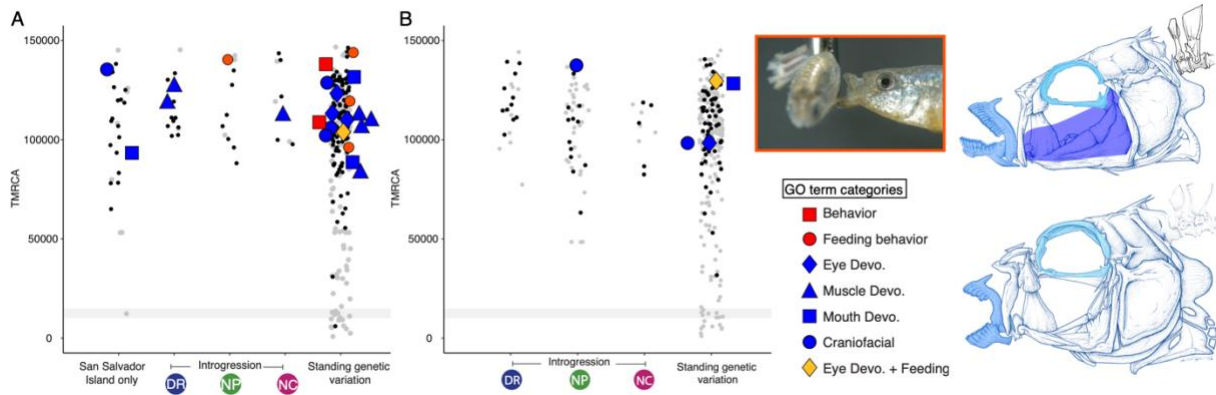 A
TMRCA
150000
100000
50000
0
San Salvador
Island only
Introgression
Standing genetic
variation
DR
NP
NC
B
TMRCA
150000
100000
50000
0
Introgression
Standing genetic
variation
DR
NP
NC
GO term categories
Behavior
Feeding behavior
Eye Devo.
Muscle Devo.
Mouth Devo.
Craniofacial
Eye Devo. + Feeding